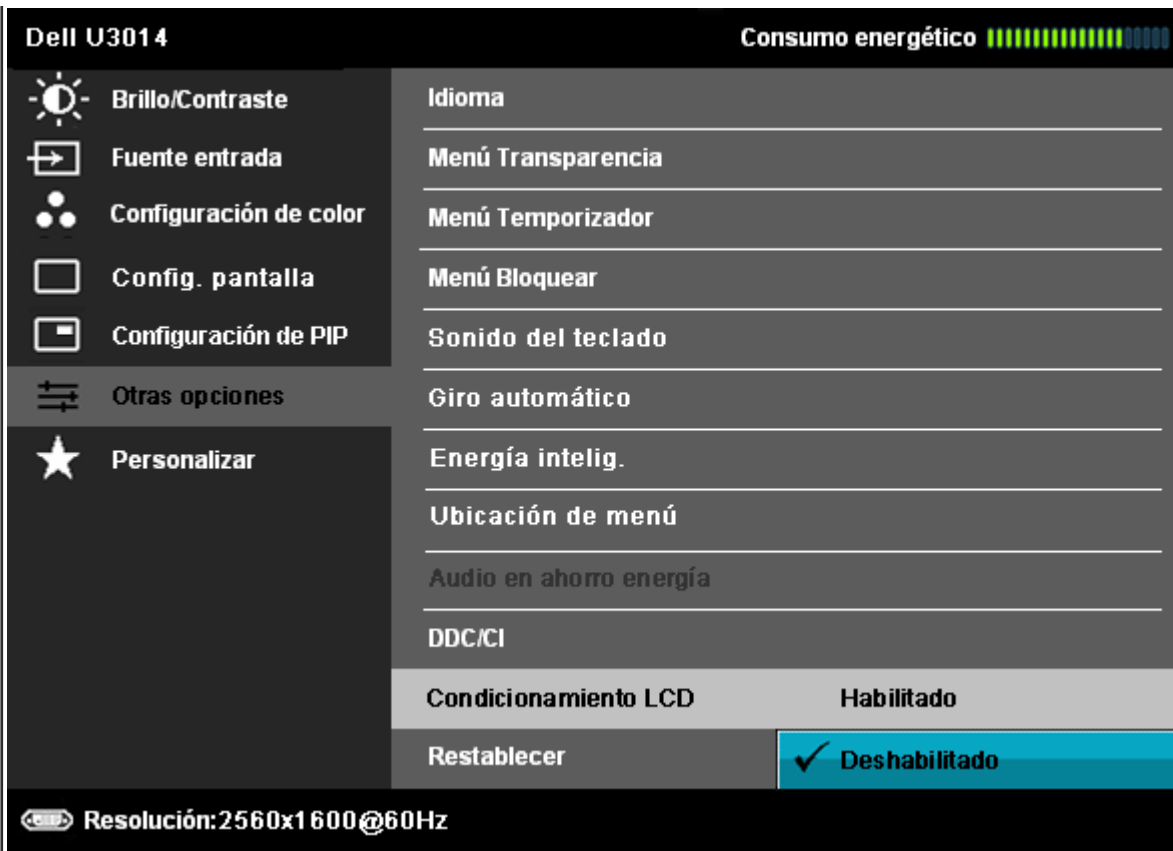 Dell U3014
Consumo energético
Brillo/Contraste
Fuente entrada
Configuración de color
Config. pantalla
Configuración de PIP
Otras opciones
Personalizar
Idioma
Menú Transparencia
Menú Temporizador
Menú Bloquear
Sonido del teclado
Giro automático
Energía intelig.
Ubicación de menú
Audio en ahorro energía
DDC/CI
Condicionamiento LCD Habilitado
Restablecer Deshabilitado
Resolución:2560x1600@60Hz